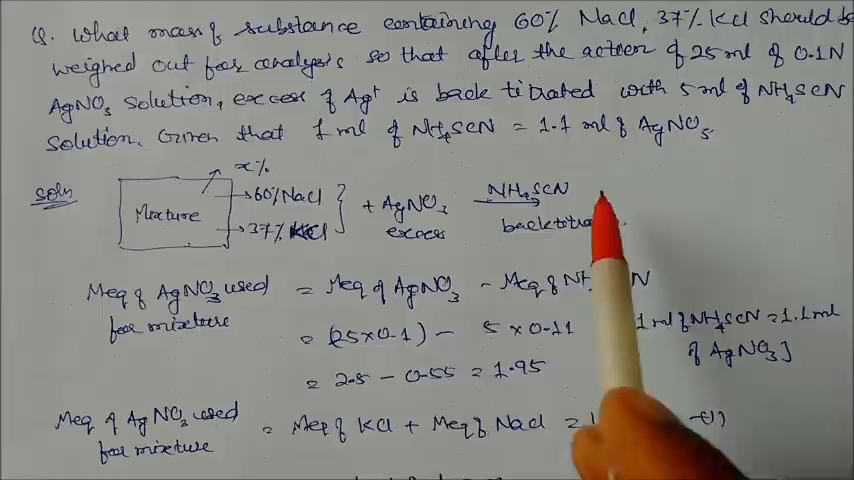 Q. What mass of substance containing 60% NaCl, 37% KCl should be
weighed out for analysis so that after the action of 25 ml of 0.1N
AgNO3 solution, excess of Ag+ is back titrated with 5 ml of NH4SCN
solution. Given that 1 ml of NH4SCN = 1.1 ml of AgNO3.
Soln
x%
Mixture
60% NaCl
37% KCl
+ AgNO3
excess
NH4SCN
Meq of AgNO3 used = Meq of AgNO3 - Meq of
for mixture
= (25×0.1) - 5 × 0.11
1 ml of NH4SCN = 1.1 ml
of AgNO3]
= 2.5 - 0.55 = 1.95
Meq of AgNO3 used
for mixture
= Meq of KCl + Meq of NaCl =
-(1)